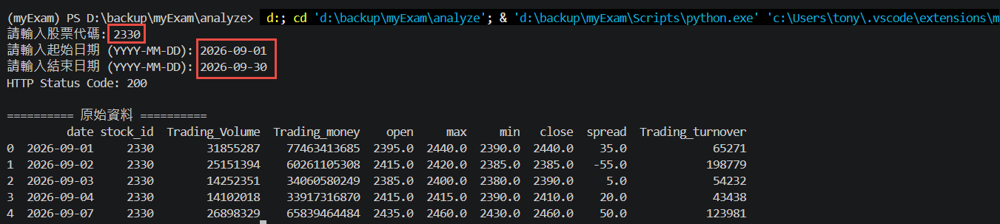 (myExam) PS D:\backup\myExam\analyze>  d:; cd 'd:\backup\myExam\analyze'; & 'd:\backup\myExam\Scripts\python.exe' 'c:\Users\tony\.vscode\extensions\m
請輸入股票代碼: 2330
請輸入起始日期 (YYYY-MM-DD): 2026-09-01
請輸入結束日期 (YYYY-MM-DD): 2026-09-30
HTTP Status Code: 200
========== 原始資料 ==========
date stock_id Trading_Volume Trading_money open max min close spread Trading_turnover
0 2026-09-01 2330 31855287 77463413685 2395.0 2440.0 2390.0 2440.0 35.0 65271
1 2026-09-02 2330 25151394 60261105308 2415.0 2420.0 2385.0 2385.0 -55.0 198779
2 2026-09-03 2330 14252351 34060580249 2385.0 2400.0 2380.0 2390.0 5.0 54232
3 2026-09-04 2330 14102018 33917316870 2415.0 2415.0 2390.0 2410.0 20.0 43438
4 2026-09-07 2330 26898329 65839464484 2435.0 2460.0 2430.0 2460.0 50.0 123981